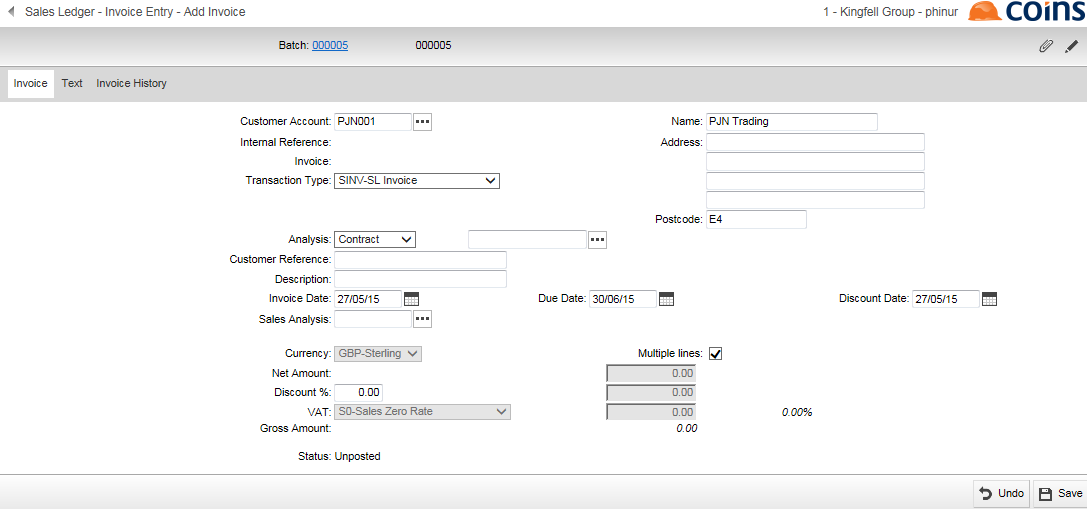 Sales Ledger - Invoice Entry - Add Invoice 1 - Kingfell Group - phinur coins
Batch: 000005 000005
Invoice Text Invoice History
Customer Account: PJN001 Name: PJN Trading
Internal Reference: Address:
Invoice:
Transaction Type: SINV-SL Invoice
Postcode: E4
Analysis: Contract
Customer Reference:
Description:
Invoice Date: 27/05/15 Due Date: 30/06/15 Discount Date: 27/05/15
Sales Analysis:
Currency: GBP-Sterling Multiple lines:
Net Amount: 0.00
Discount %: 0.00 0.00
VAT: S0-Sales Zero Rate 0.00 0.00%
Gross Amount: 0.00
Status: Unposted
Undo Save